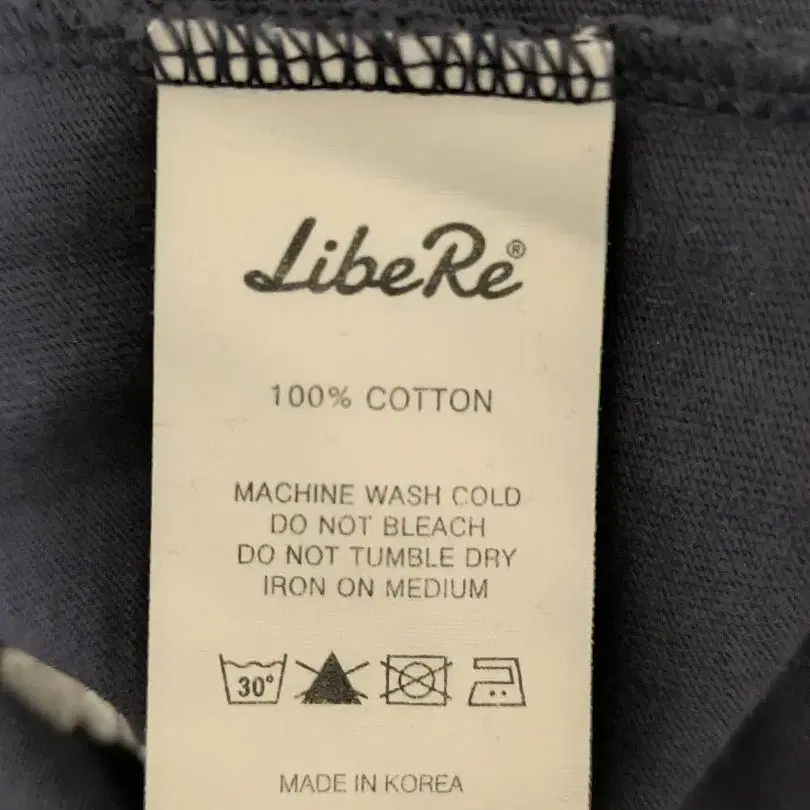 LibeRe®
100% COTTON
MACHINE WASH COLD
DO NOT BLEACH
DO NOT TUMBLE DRY
IRON ON MEDIUM
30°
MADE IN KOREA